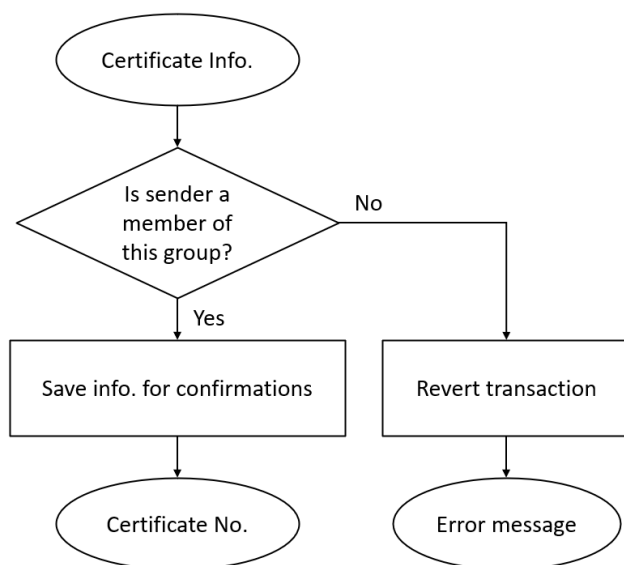 Certificate Info.
Is sender a
member of
this group?
No
Yes
Save info. for confirmations
Revert transaction
Certificate No.
Error message